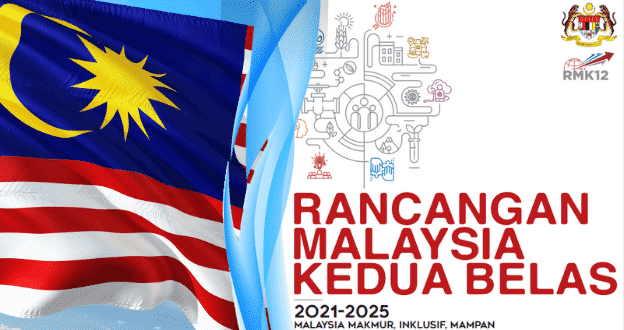 RMK12
RANCANGAN
MALAYSIA
KEDUA BELAS
2021-2025
MALAYSIA MAKMUR, INKLUSIF, MAMPAN